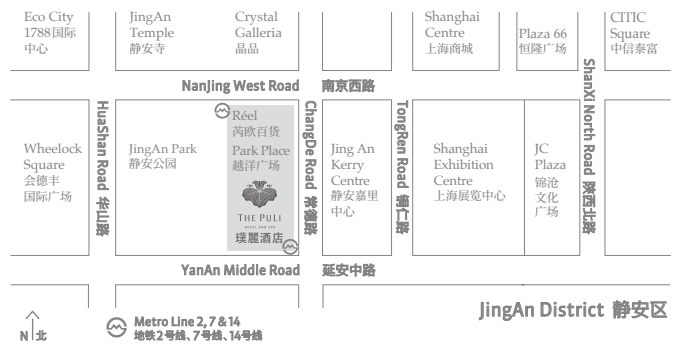 Eco City
1788国际
中心
JingAn
Temple
静安寺
Crystal
Galleria
晶品
Shanghai
Centre
上海商城
Plaza 66
恒隆广场
CITIC
Square
中信泰富
NanJing West Road 南京西路
HuaShan Road 华山路
ChangDe Road 常德路
TongRen Road 铜仁路
ShanXi North Road 陕西北路
Wheelock
Square
会德丰
国际广场
JingAn Park
静安公园
Réel
芮欧百货
Park Place
越洋广场
THE PULI
HOTEL AND SPA
璞麗酒店
Jing An
Kerry
Centre
静安嘉里
中心
Shanghai
Exhibition
Centre
上海展览中心
JC
Plaza
锦沧
文化
广场
YanAn Middle Road 延安中路
JingAn District 静安区
N 北
Metro Line 2, 7 & 14
地铁2号线、7号线、14号线